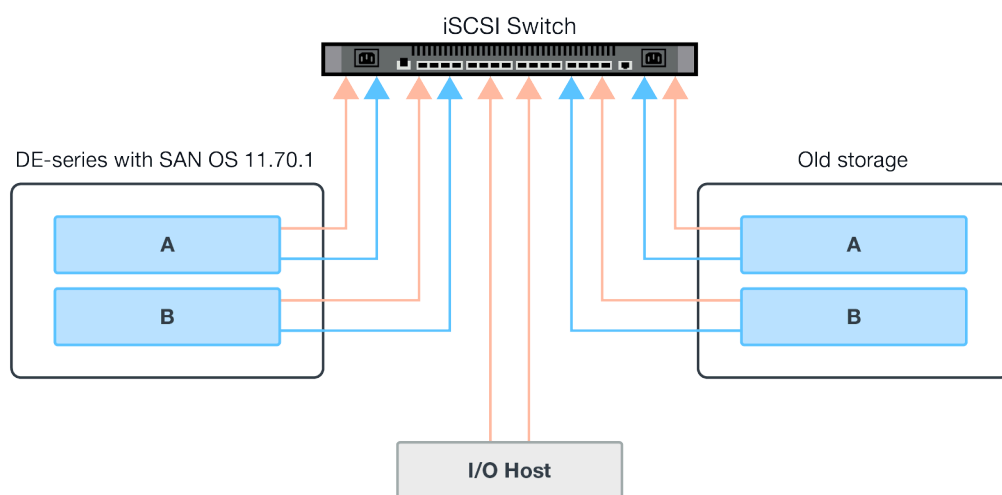 iSCSI Switch
DE-series with SAN OS 11.70.1
Old storage
A
A
B
B
I/O Host